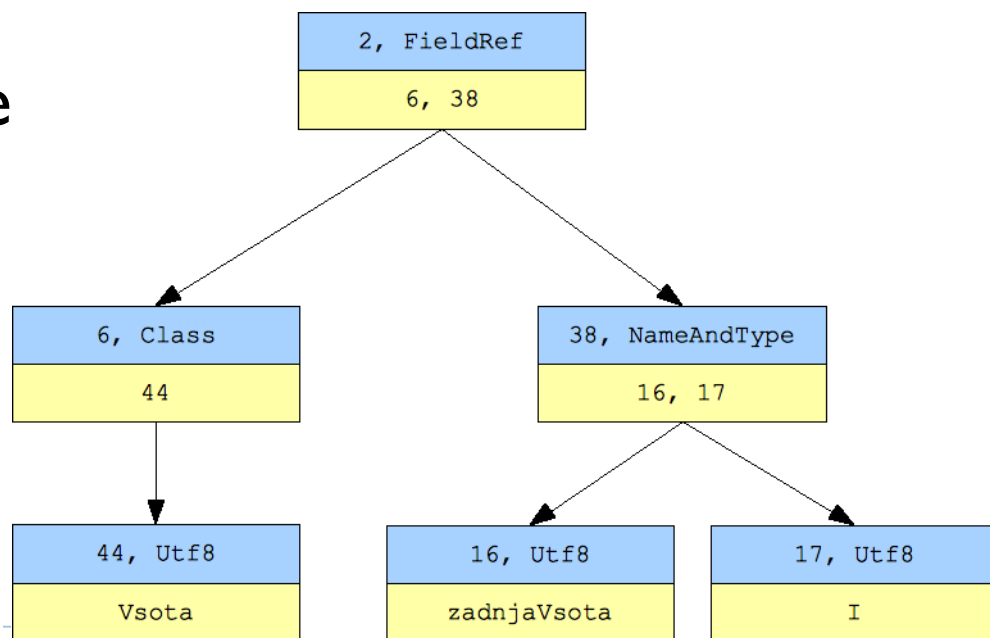 2, FieldRef
e
6, 38
6, Class
38, NameAndType
44
16, 17
44, Utf8
16, Utf8
17, Utf8
Vsota
zadnjaVsota
I